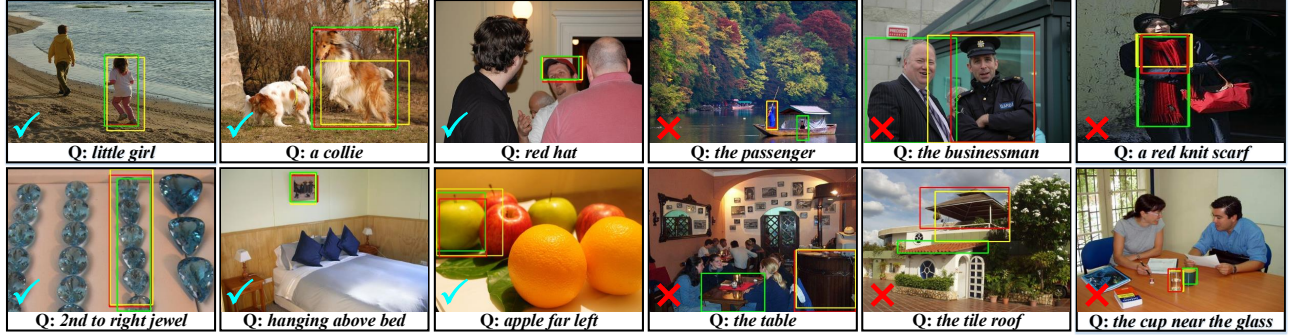 Q: little girl
Q: a collie
Q: red hat
Q: the passenger
Q: the businessman
Q: a red knit scarf
Q: 2nd to right jewel
Q: hanging above bed
Q: apple far left
Q: the table
Q: the tile roof
Q: the cup near the glass